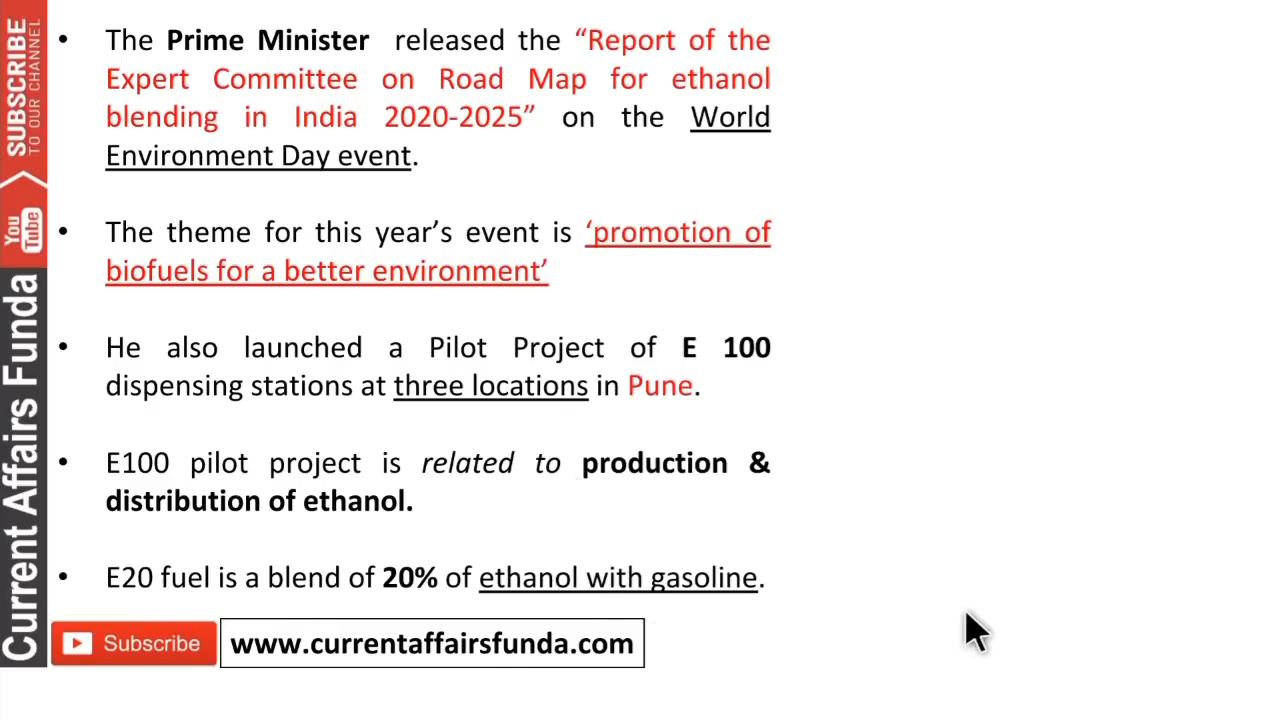 • The Prime Minister released the “Report of the
Expert Committee on Road Map for ethanol
blending in India 2020-2025” on the World
Environment Day event.
• The theme for this year’s event is ‘promotion of
biofuels for a better environment’
• He also launched a Pilot Project of E 100
dispensing stations at three locations in Pune.
• E100 pilot project is related to production &
distribution of ethanol.
• E20 fuel is a blend of 20% of ethanol with gasoline.
Subscribe
www.currentaffairsfunda.com
SUBSCRIBE
TO OUR CHANNEL
You
Tube
Current Affairs Funda